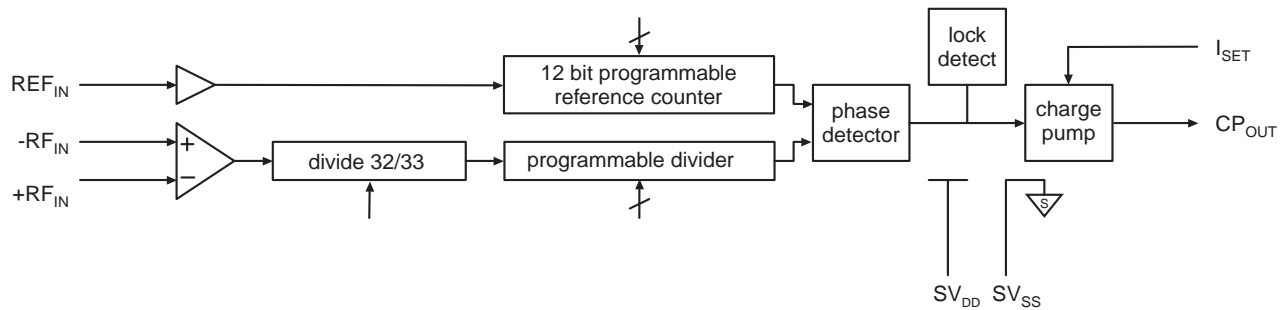 lock
detect
I_SET
REF_IN
12 bit programmable
reference counter
phase
detector
charge
pump
CP_OUT
-RF_IN
+
−
+RF_IN
divide 32/33
programmable divider
S
SV_DD
SV_SS